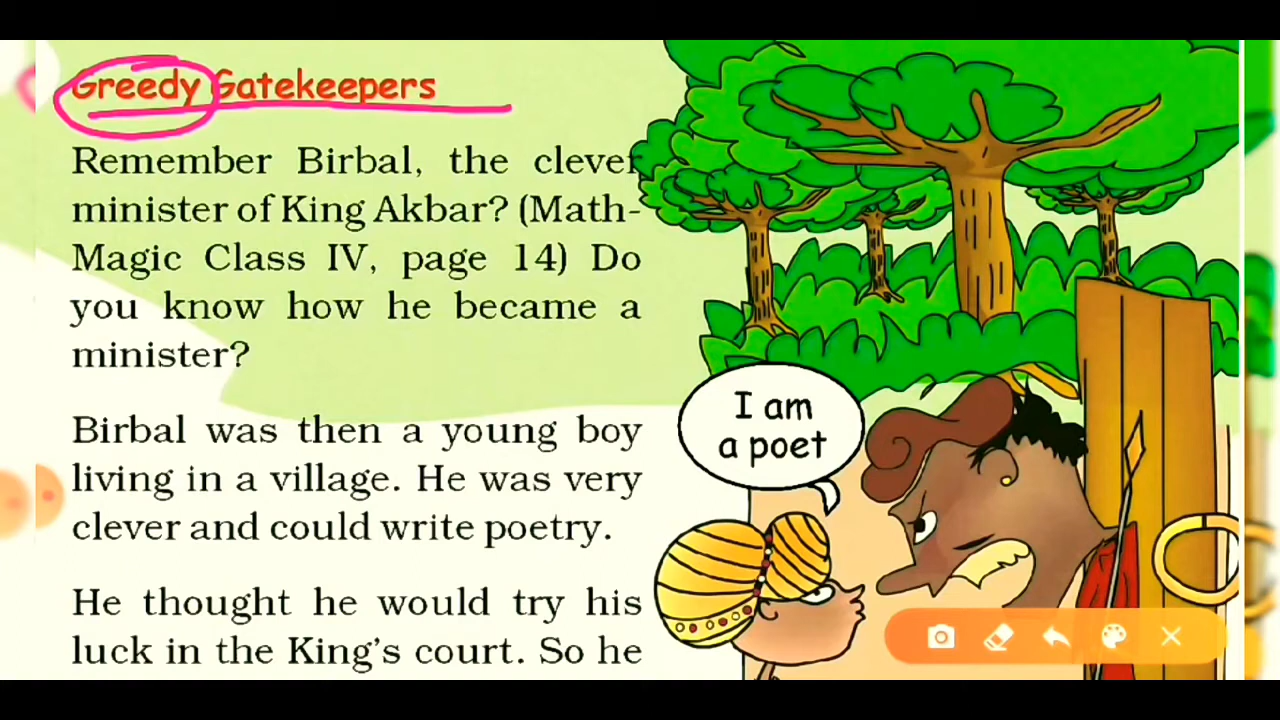 Greedy Gatekeepers
Remember Birbal, the clever
minister of King Akbar? (Math-
Magic Class IV, page 14) Do
you know how he became a
minister?
Birbal was then a young boy
living in a village. He was very
clever and could write poetry.
He thought he would try his
luck in the King's court. So he
I am
a poet